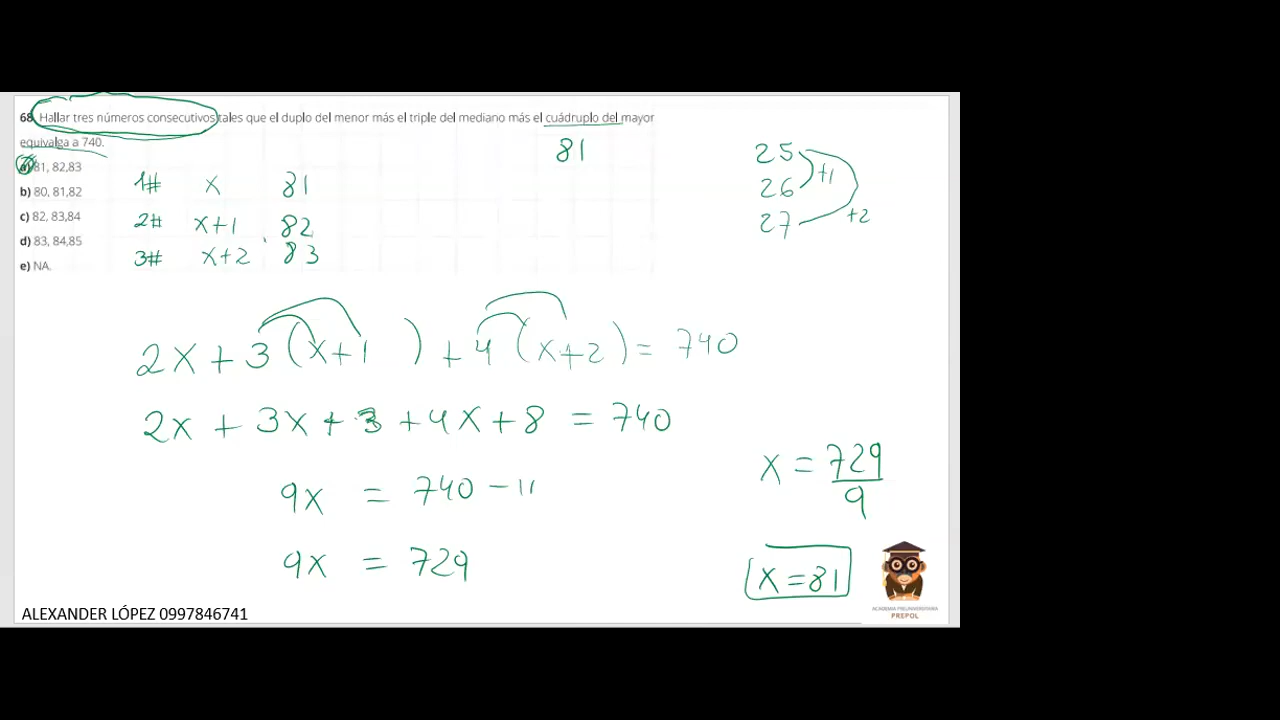 68. Hallar tres números consecutivos tales que el duplo del menor más el triple del mediano más el cuádruplo del mayor
equivalga a 740.
a) 81, 82,83
b) 80, 81,82
c) 82, 83,84
d) 83, 84,85
e) NA.
81
1# x 81
2# x+1 82
3# x+2 83
25
26
27
+1
+2
2x + 3 (x+1 ) + 4 (x+2) = 740
2x + 3x + 3 + 4x + 8 = 740
9x = 740 - 11
9x = 729
x = 729
9
x = 81
ACADEMIA PREUNIVERSITARIA
PREPOL
ALEXANDER LÓPEZ 0997846741